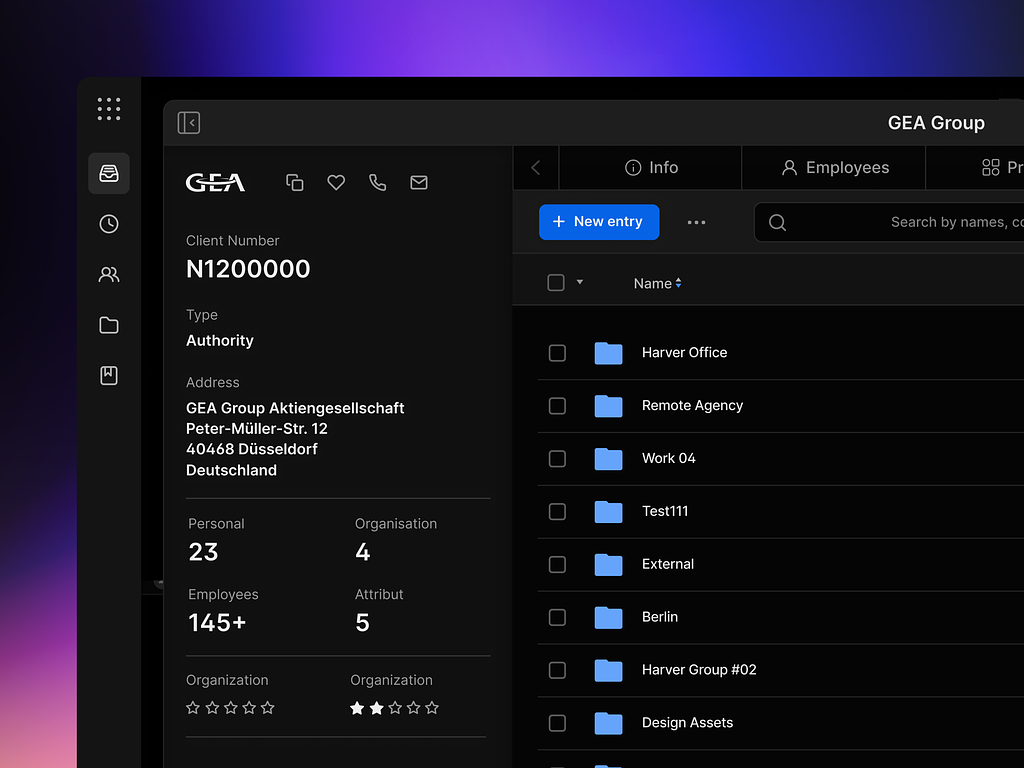 GEA Group
GEA
Client Number
N1200000
Type
Authority
Address
GEA Group Aktiengesellschaft
Peter-Müller-Str. 12
40468 Düsseldorf
Deutschland
Personal
23
Organisation
4
Employees
145+
Attribut
5
Organization
Organization
Info
Employees
Pr
New entry
Search by names, co
Name
Harver Office
Remote Agency
Work 04
Test111
External
Berlin
Harver Group #02
Design Assets